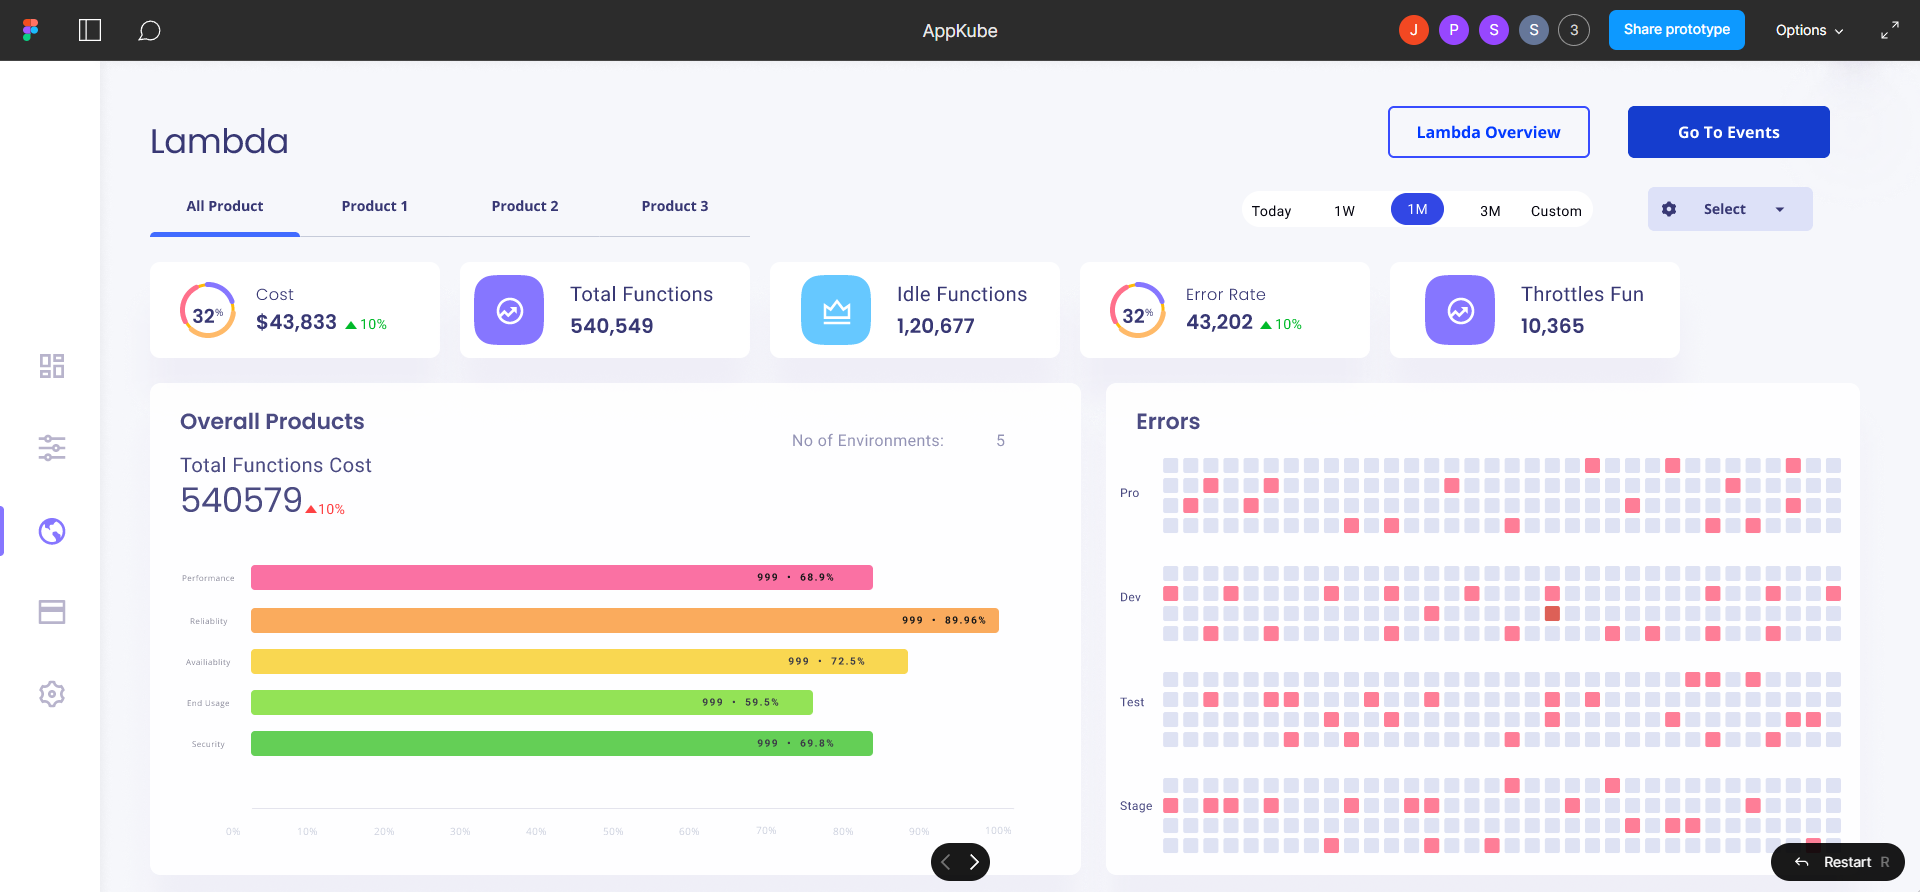 AppKube
J P S S 3
Share prototype
Options
Lambda
Lambda Overview
Go To Events
All Product Product 1 Product 2 Product 3
Today 1W 1M 3M Custom
Select
32%
Cost
$43,833 10%
Total Functions
540,549
Idle Functions
1,20,677
32%
Error Rate
43,202 10%
Throttles Fun
10,365
Overall Products
No of Environments: 5
Total Functions Cost
540579 10%
Performance 999 · 68.9%
Reliablity 999 · 89.96%
Availiablity 999 · 72.5%
End Usage 999 · 59.5%
Security 999 · 69.8%
0% 10% 20% 30% 40% 50% 60% 70% 80% 90% 100%
Errors
Pro
Dev
Test
Stage
Restart R